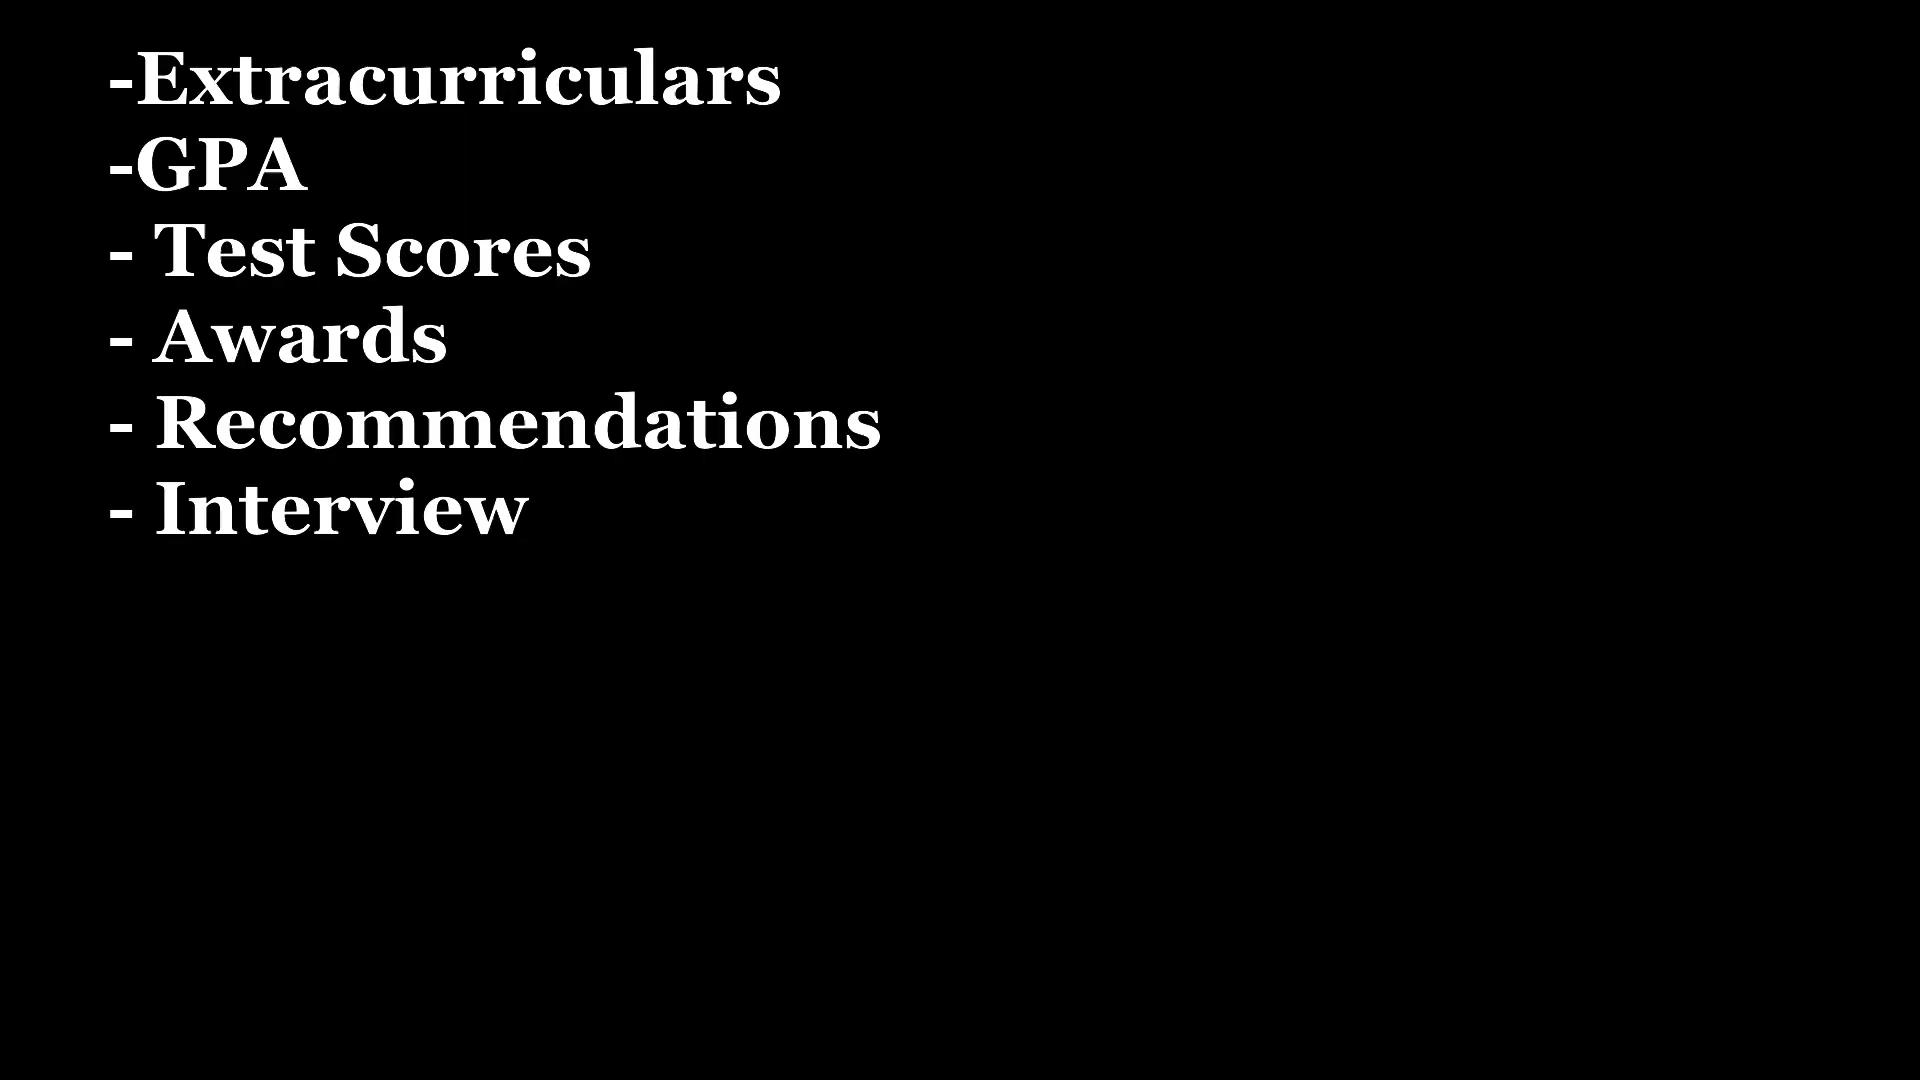 -Extracurriculars
-GPA
- Test Scores
- Awards
- Recommendations
- Interview